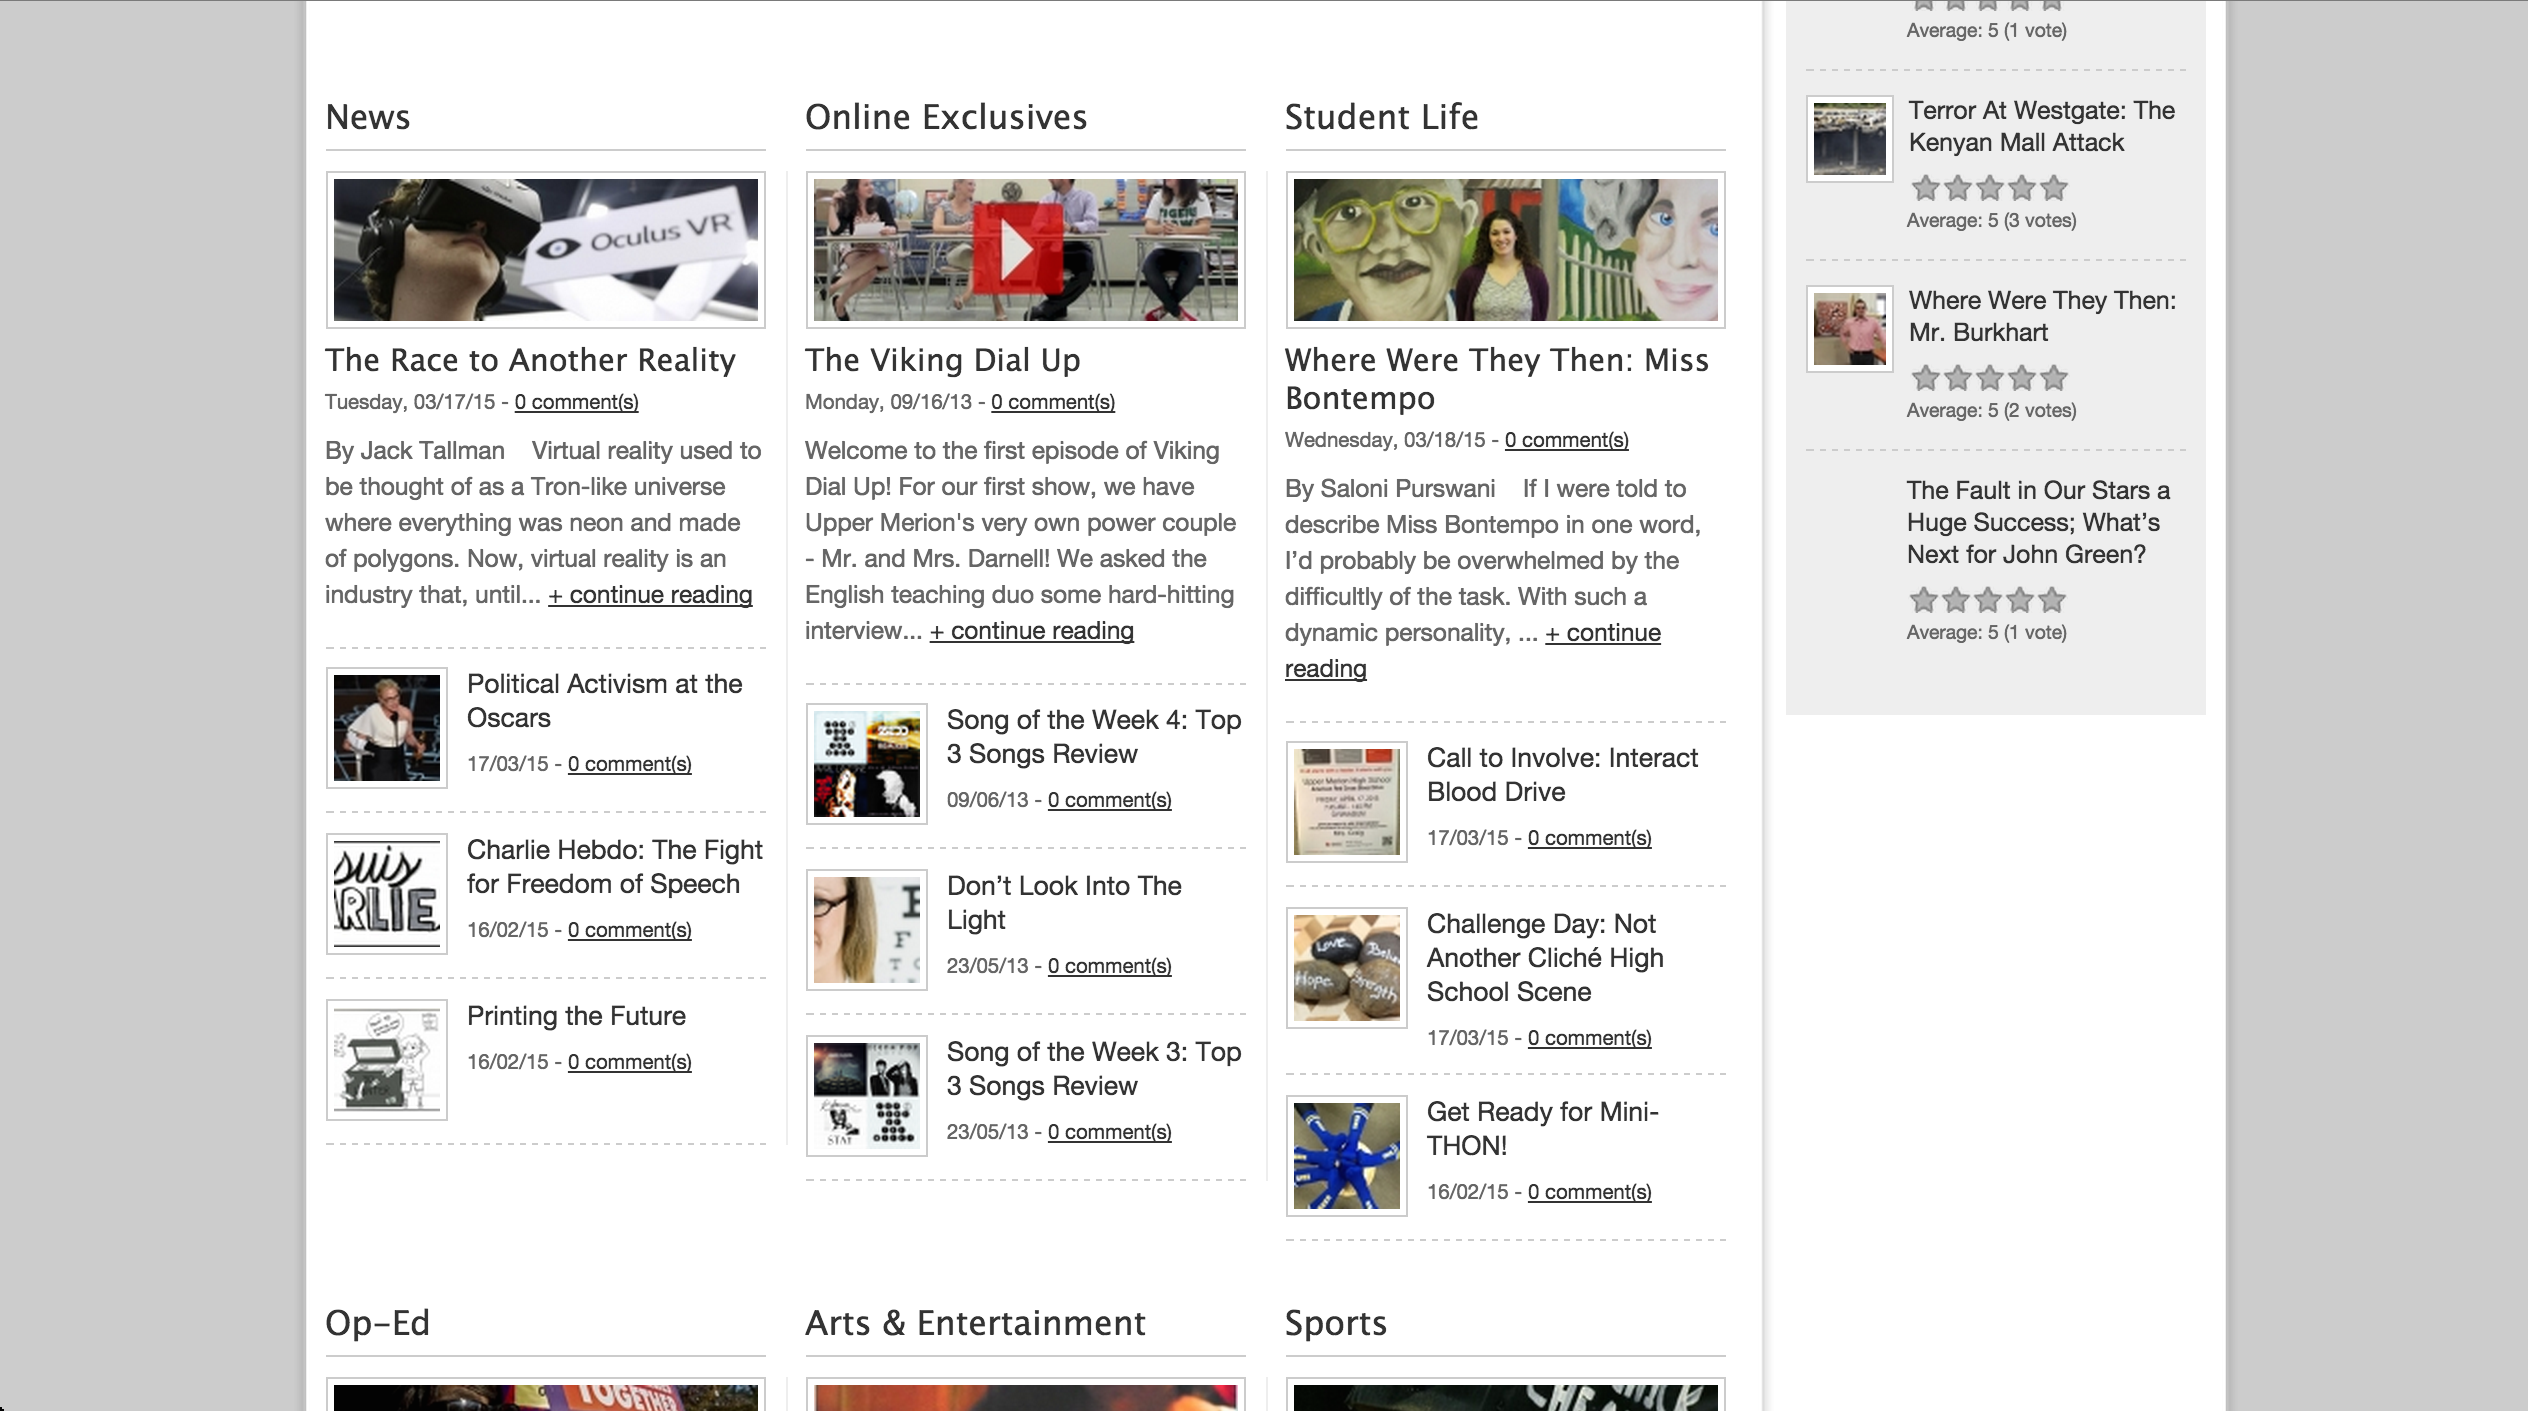 News
Oculus VR
The Race to Another Reality
Tuesday, 03/17/15 - 0 comment(s)
By Jack Tallman Virtual reality used to
be thought of as a Tron-like universe
where everything was neon and made
of polygons. Now, virtual reality is an
industry that, until... + continue reading
Political Activism at the
Oscars
17/03/15 - 0 comment(s)
suis
RLIE
Charlie Hebdo: The Fight
for Freedom of Speech
16/02/15 - 0 comment(s)
Printing the Future
16/02/15 - 0 comment(s)
Online Exclusives
The Viking Dial Up
Monday, 09/16/13 - 0 comment(s)
Welcome to the first episode of Viking
Dial Up! For our first show, we have
Upper Merion's very own power couple
- Mr. and Mrs. Darnell! We asked the
English teaching duo some hard-hitting
interview... + continue reading
Song of the Week 4: Top
3 Songs Review
09/06/13 - 0 comment(s)
E
F
T
Don’t Look Into The
Light
23/05/13 - 0 comment(s)
Song of the Week 3: Top
3 Songs Review
23/05/13 - 0 comment(s)
Student Life
Where Were They Then: Miss
Bontempo
Wednesday, 03/18/15 - 0 comment(s)
By Saloni Purswani If I were told to
describe Miss Bontempo in one word,
I’d probably be overwhelmed by the
difficultly of the task. With such a
dynamic personality, ... + continue
reading
Upper Merion High School
Call to Involve: Interact
Blood Drive
17/03/15 - 0 comment(s)
Love
Hope
Challenge Day: Not
Another Cliché High
School Scene
17/03/15 - 0 comment(s)
Get Ready for Mini-
THON!
16/02/15 - 0 comment(s)
Average: 5 (1 vote)
Terror At Westgate: The
Kenyan Mall Attack
Average: 5 (3 votes)
Where Were They Then:
Mr. Burkhart
Average: 5 (2 votes)
The Fault in Our Stars a
Huge Success; What’s
Next for John Green?
Average: 5 (1 vote)
Op-Ed
TOGETHER
Arts & Entertainment
Sports